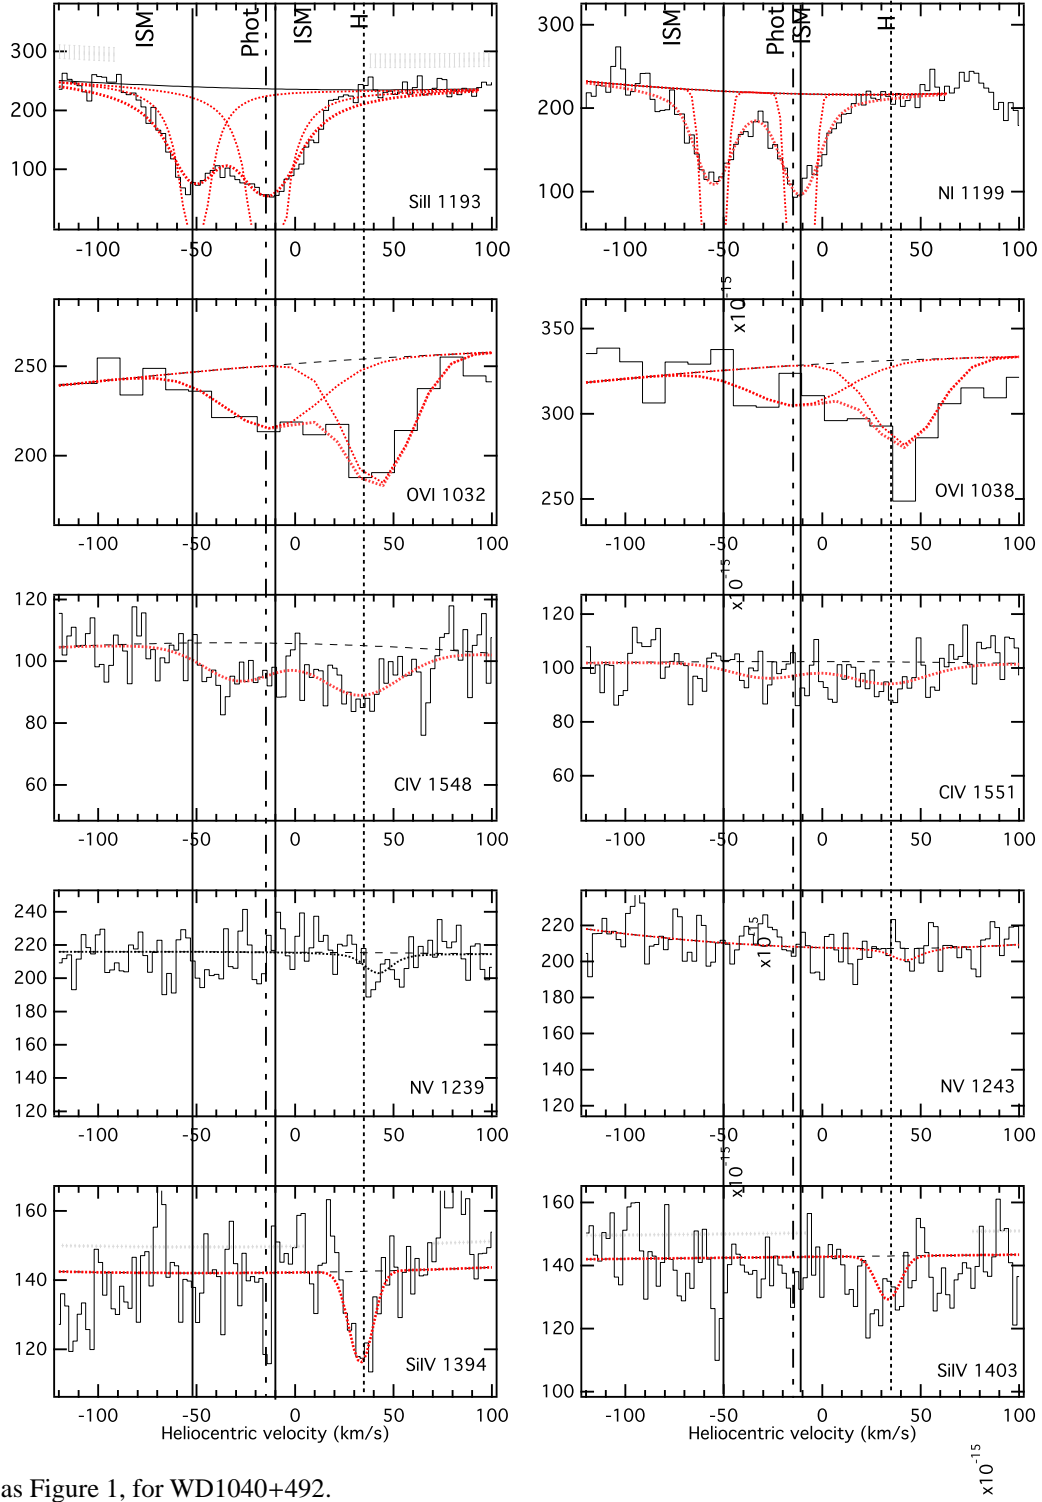 ISM Phot ISM H
300
200
100
SiII 1193
-100 -50 0 50 100
ISM Phot ISM H
300
200
100
NI 1199
-100 -50 0 50 100
x10^-15
250
200
OVI 1032
-100 -50 0 50 100
350
300
250
OVI 1038
-100 -50 0 50 100
x10^-15
120
100
80
60
CIV 1548
-100 -50 0 50 100
120
100
80
60
CIV 1551
-100 -50 0 50 100
240
220
200
180
160
140
120
NV 1239
-100 -50 0 50 100
220
200
180
160
140
120
x10^-15
NV 1243
-100 -50 0 50 100
x10^-15
160
140
120
SiIV 1394
-100 -50 0 50 100
Heliocentric velocity (km/s)
160
140
120
100
SiIV 1403
-100 -50 0 50 100
Heliocentric velocity (km/s)
x10^-15
as Figure 1, for WD1040+492.